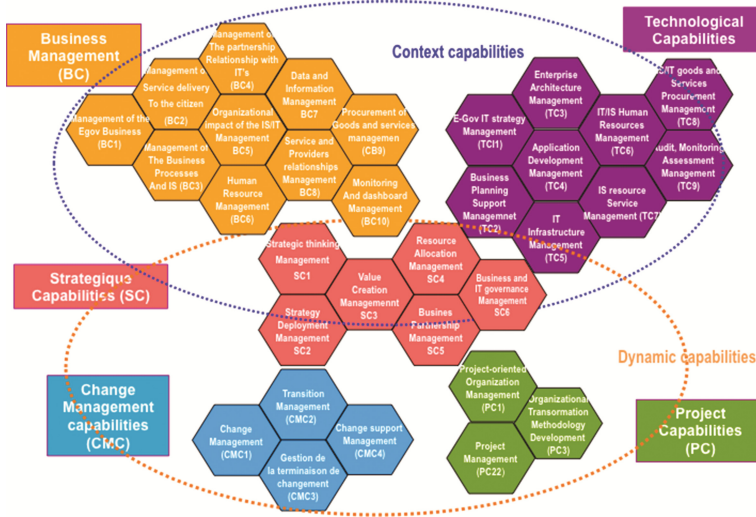 Business
Management
(BC)
Management of
The partnership
Relationship with
IT's
(BC4)
Management of
Service delivery
To the citizen
(BC2)
Data and
Information
Management
BC7
Management of the
Egov Business
(BC1)
Organizational
Impact of the IS/IT
Management
BC5
Procurement of
Goods and services
managemen
(CB9)
Management of
The Business
Processes
And IS (BC3)
Service and
Providers
relationships
Management
BC8
Human
Resource
Management
(BC6)
Monitoring
And dashboard
Management
(BC10)
Context capabilities
Technological
Capabilities
Enterprise
Architecture
Management
(TC3)
IS/IT goods and
Services
Procurement
Management
(TC8)
E-Gov IT strategy
Management
(TCI1)
IT/IS Human
Resources
Management
(TC6)
Application
Development
Management
(TC4)
Audit, Monitoring
Assessment
Management
(TC9)
Business
Planning
Support
Managemnet
(TC2)
IS resource
Service
Management (TC7)
IT
Infrastructure
Management
(TC5)
Strategique
Capabilities (SC)
Strategic thinking
Management
SC1
Resource
Allocation
Management
SC4
Value
Creation
Managemennt
SC3
Business and
IT governance
Management
SC6
Strategy
Deployment
Management
SC2
Busines
Partnership
Management
SC5
Dynamic capabilities
Change
Management
capabilities
(CMC)
Transition
Management
(CMC2)
Change
Management
(CMC1)
Change support
Management
(CMC4)
Gestion de
la terminaison de
changement
(CMC3)
Project-oriented
Organization
Management
(PC1)
Organizational
Transormation
Methodology
Development
(PC3)
Project
Management
(PC22)
Project
Capabilities
(PC)